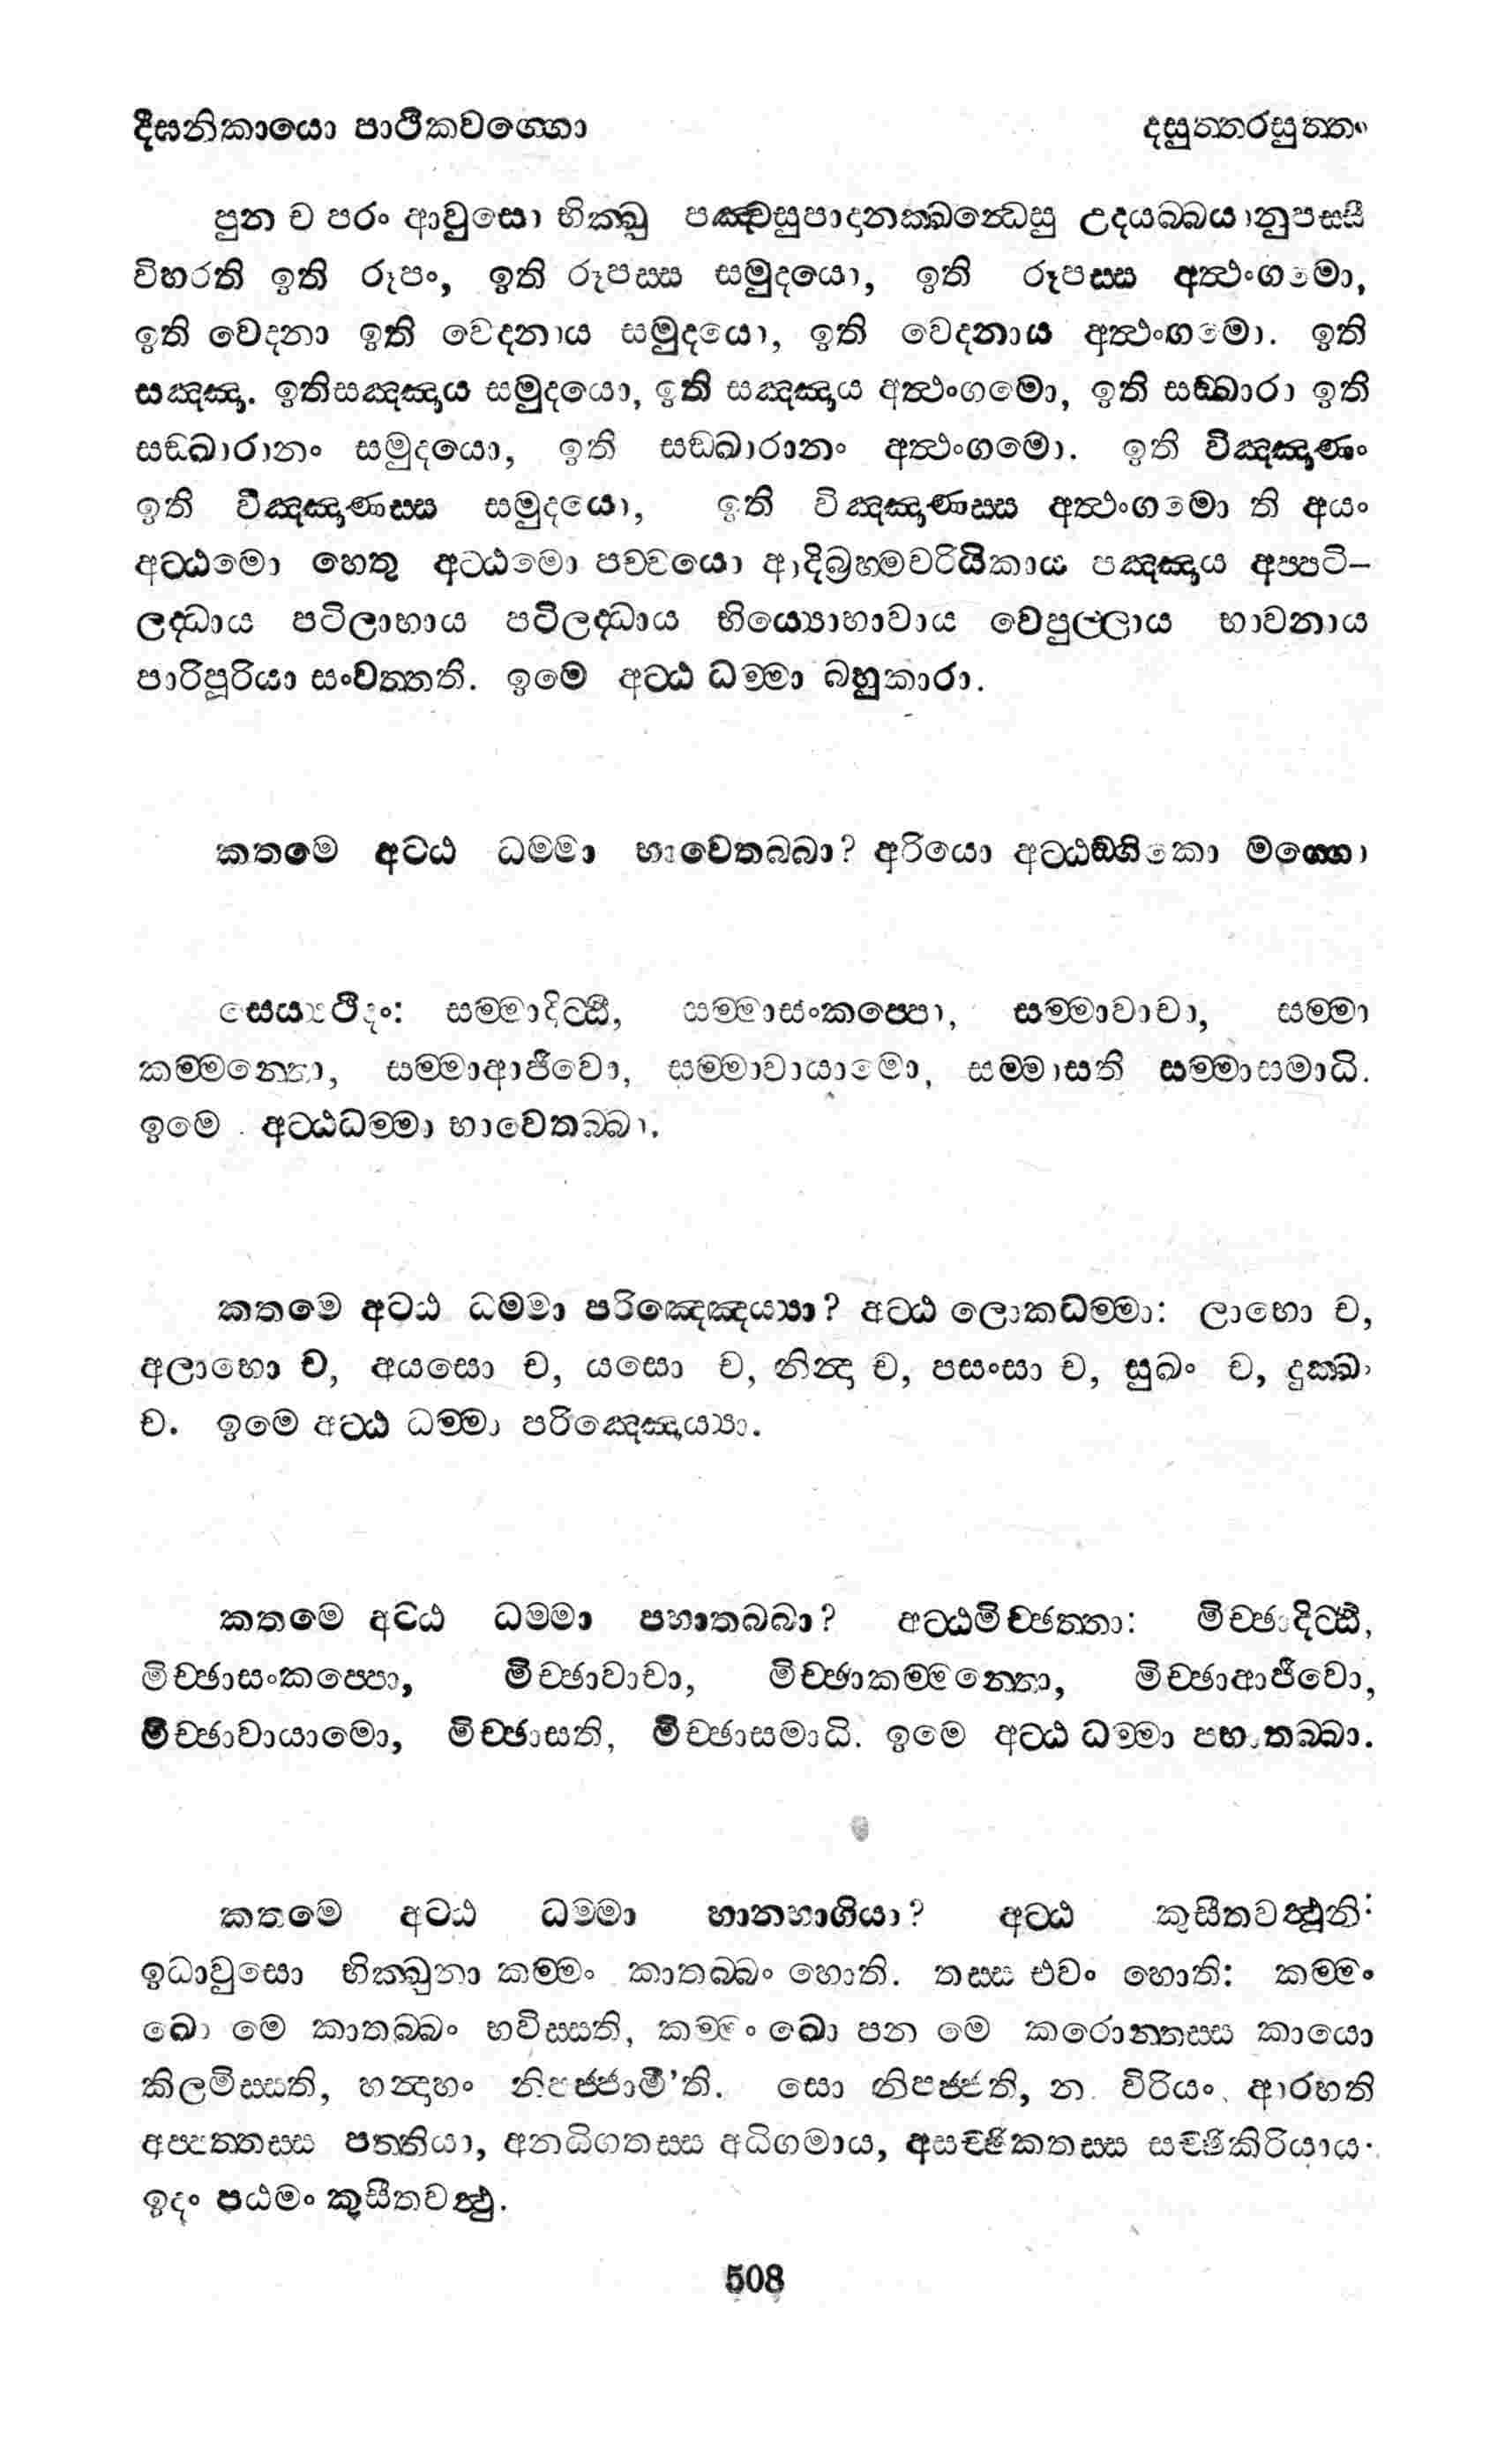 දීඝනිකායො පාථිකවග්ගො දසුත්තරසුත්තං
පුන ච පරං ආවුසො භික්ඛු පඤ්චසුපාදානක්ඛන්ධෙසු උදයබ්බයානුපස්සී
විහරති ඉති රූපං, ඉති රූපස්ස සමුදයො, ඉති රූපස්ස අත්ථංගමො,
ඉති වෙදනා ඉති වෙදනාය සමුදයො, ඉති වෙදනාය අත්ථංගමො. ඉති
සඤ්ඤා. ඉතිසඤ්ඤාය සමුදයො, ඉති සඤ්ඤාය අත්ථංගමො, ඉති සඞ්ඛාරා ඉති
සඞ්ඛාරානං සමුදයො, ඉති සඞ්ඛාරානං අත්ථංගමො. ඉති විඤ්ඤාණං
ඉති විඤ්ඤාණස්ස සමුදයො, ඉති විඤ්ඤාණස්ස අත්ථංගමො ති අයං
අට්ඨමො හෙතු අට්ඨමො පච්චයො ආදිබ්‍රහ්මචරියිකාය පඤ්ඤාය අප්පටි-
ලද්ධාය පටිලාභාය පටිලද්ධාය භිය්‍යොභාවාය වෙපුල්ලාය භාවනාය
පාරිපූරියා සංවත්තති. ඉමෙ අට්ඨ ධම්මා බහුකාරා.
කතමෙ අට්ඨ ධම්මා භාවෙතබ්බා? අරියො අට්ඨඞ්ගිකො මග්ගො
සෙය්‍යථීදං: සම්මාදිට්ඨි, සම්මාසංකප්පො, සම්මාවාචා, සම්මා
කම්මන්තො, සම්මාආජීවො, සම්මාවායාමො, සම්මාසති සම්මාසමාධි.
ඉමෙ අට්ඨධම්මා භාවෙතබ්බා.
කතමෙ අට්ඨ ධම්මා පරිඤ්ඤෙය්‍යා? අට්ඨ ලොකධම්මා: ලාභො ච,
අලාභො ච, අයසො ච, යසො ච, නින්දා ච, පසංසා ච, සුඛං ච, දුක්ඛං
ච. ඉමෙ අට්ඨ ධම්මා පරිඤ්ඤෙය්‍යා.
කතමෙ අට්ඨ ධම්මා පහාතබ්බා? අට්ඨමිච්ඡත්තා: මිච්ඡාදිට්ඨි,
මිච්ඡාසංකප්පො, මිච්ඡාවාචා, මිච්ඡාකම්මන්තො, මිච්ඡාආජීවො,
මිච්ඡාවායාමො, මිච්ඡාසති, මිච්ඡාසමාධි. ඉමෙ අට්ඨ ධම්මා පහාතබ්බා.
කතමෙ අට්ඨ ධම්මා හානභාගියා? අට්ඨ කුසීතවත්ථූනි:
ඉධාවුසො භික්ඛුනා කම්මං කාතබ්බං හොති. තස්ස එවං හොති: කම්මං
ඛො මෙ කාතබ්බං භවිස්සති, කම්මං ඛො පන මෙ කරොන්තස්ස කායො
කිලමිස්සති, හන්දාහං නිපජ්ජාමී'ති. සො නිපජ්ජති, න විරියං ආරභති
අප්පත්තස්ස පත්තියා, අනධිගතස්ස අධිගමාය, අසච්ඡිකතස්ස සච්ඡිකිරියාය.
ඉදං පඨමං කුසීතවත්ථු.
508